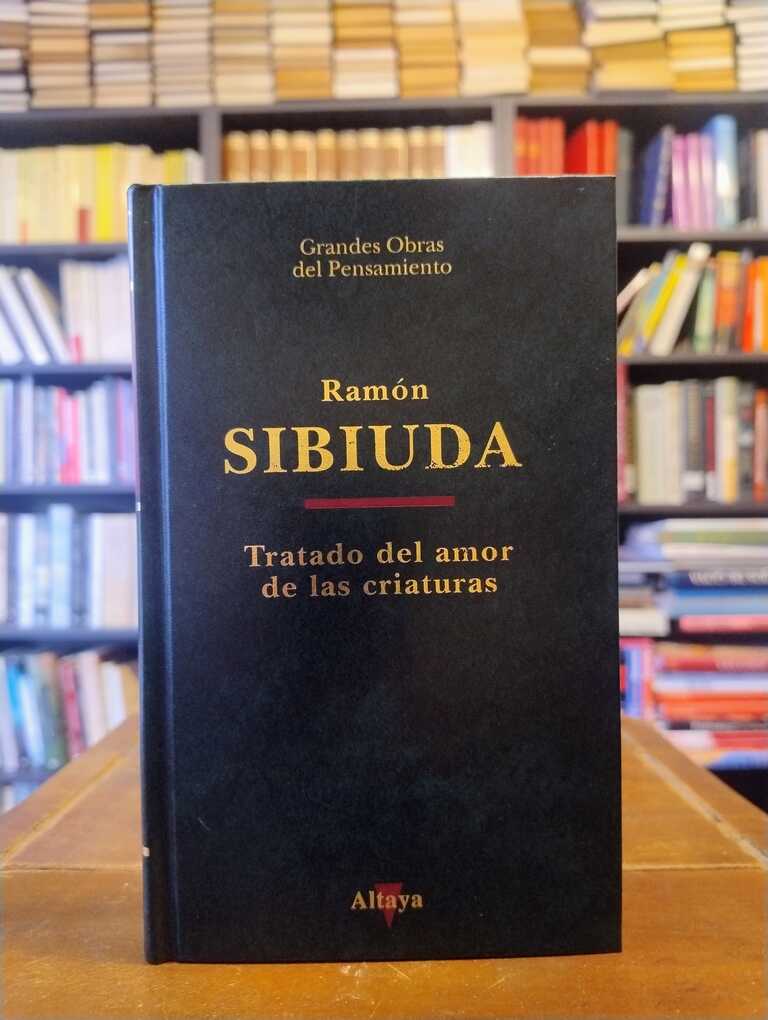 Grandes Obras
del Pensamiento
Ramón
SIBIUDA
Tratado del amor
de las criaturas
Altaya